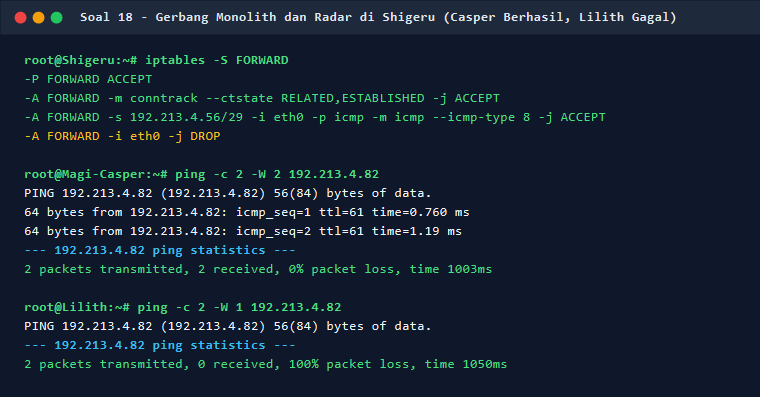 Soal 18 - Gerbang Monolith dan Radar di Shigeru (Casper Berhasil, Lilith Gagal)
root@Shigeru:~# iptables -S FORWARD
-P FORWARD ACCEPT
-A FORWARD -m conntrack --ctstate RELATED,ESTABLISHED -j ACCEPT
-A FORWARD -s 192.213.4.56/29 -i eth0 -p icmp -m icmp --icmp-type 8 -j ACCEPT
-A FORWARD -i eth0 -j DROP
root@Magi-Casper:~# ping -c 2 -W 2 192.213.4.82
PING 192.213.4.82 (192.213.4.82) 56(84) bytes of data.
64 bytes from 192.213.4.82: icmp_seq=1 ttl=61 time=0.760 ms
64 bytes from 192.213.4.82: icmp_seq=2 ttl=61 time=1.19 ms
--- 192.213.4.82 ping statistics ---
2 packets transmitted, 2 received, 0% packet loss, time 1003ms
root@Lilith:~# ping -c 2 -W 1 192.213.4.82
PING 192.213.4.82 (192.213.4.82) 56(84) bytes of data.
--- 192.213.4.82 ping statistics ---
2 packets transmitted, 0 received, 100% packet loss, time 1050ms